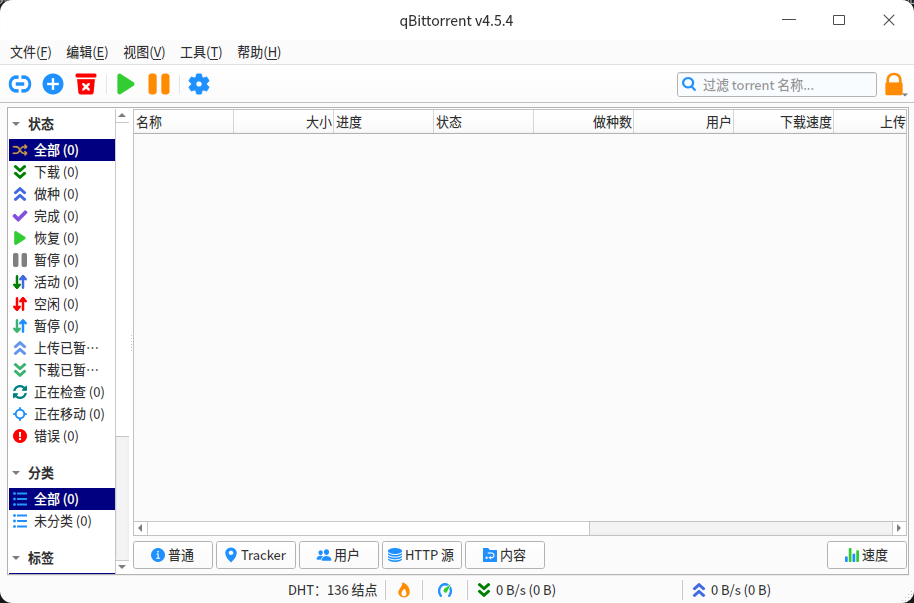 qBittorrent v4.5.4
文件(F) 编辑(E) 视图(V) 工具(T) 帮助(H)
过滤 torrent 名称...
状态
全部 (0)
下载 (0)
做种 (0)
完成 (0)
恢复 (0)
暂停 (0)
活动 (0)
空闲 (0)
暂停 (0)
上传已暂…
下载已暂…
正在检查 (0)
正在移动 (0)
错误 (0)
分类
全部 (0)
未分类 (0)
标签
名称 大小 进度 状态 做种数 用户 下载速度 上传
普通 Tracker 用户 HTTP 源 内容 速度
DHT：136 结点 0 B/s (0 B) 0 B/s (0 B)